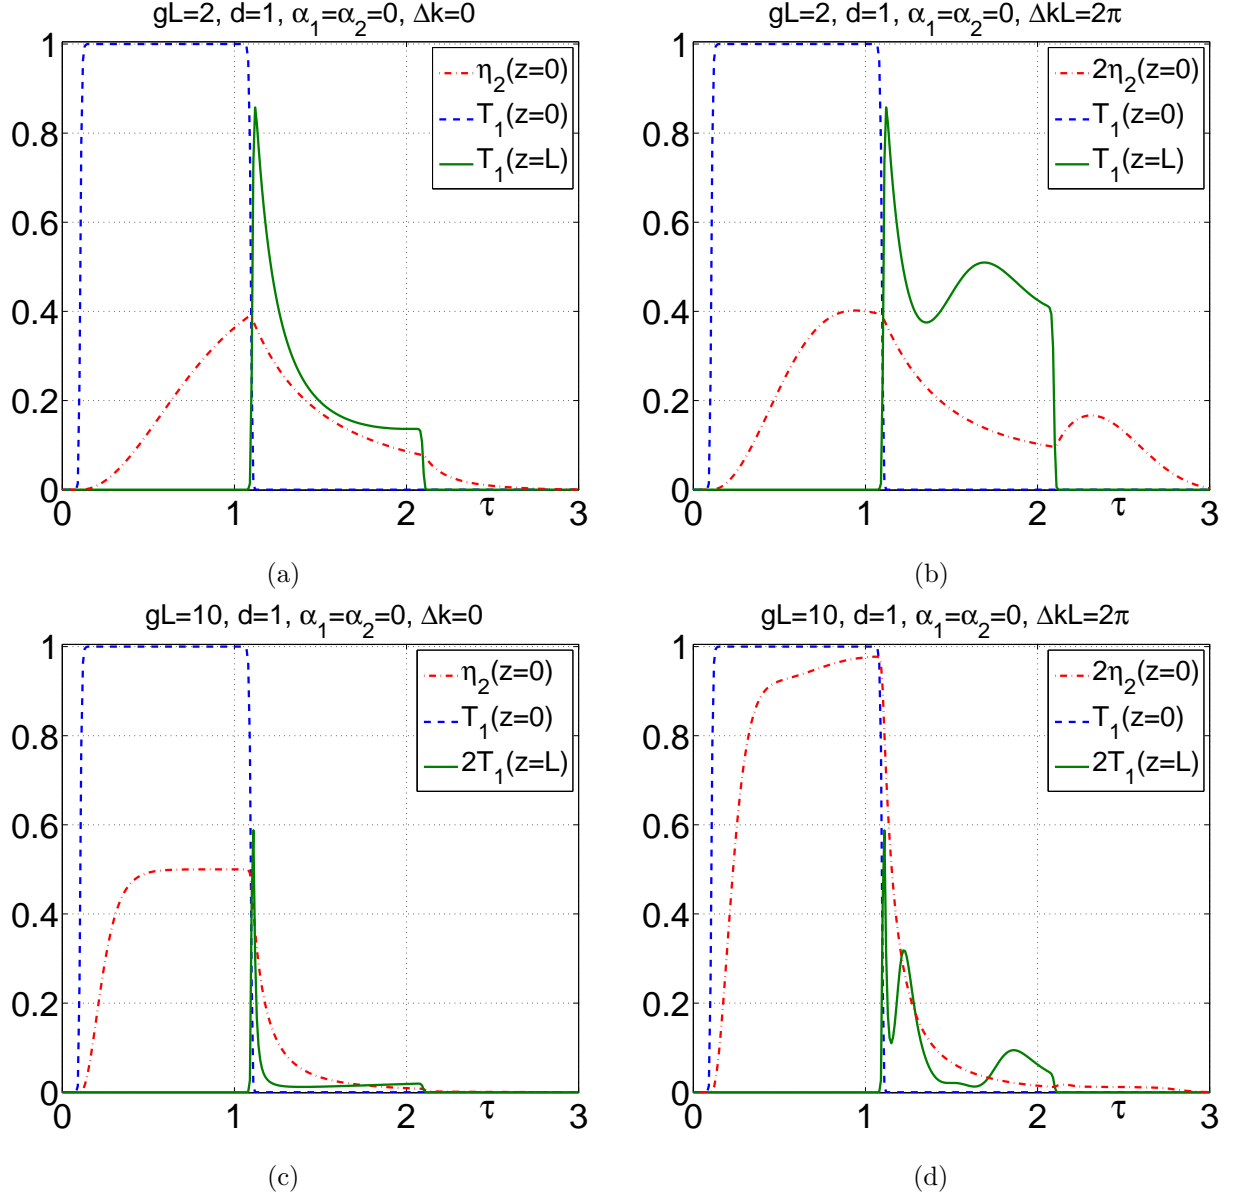 gL=2, d=1, α₁=α₂=0, Δk=0
1
0.8
0.6
0.4
0.2
0
0
1
2
τ
3
η₂(z=0)
T₁(z=0)
T₁(z=L)
(a)
gL=2, d=1, α₁=α₂=0, ΔkL=2π
1
0.8
0.6
0.4
0.2
0
0
1
2
τ
3
2η₂(z=0)
T₁(z=0)
T₁(z=L)
(b)
gL=10, d=1, α₁=α₂=0, Δk=0
1
0.8
0.6
0.4
0.2
0
0
1
2
τ
3
η₂(z=0)
T₁(z=0)
2T₁(z=L)
(c)
gL=10, d=1, α₁=α₂=0, ΔkL=2π
1
0.8
0.6
0.4
0.2
0
0
1
2
τ
3
2η₂(z=0)
T₁(z=0)
2T₁(z=L)
(d)